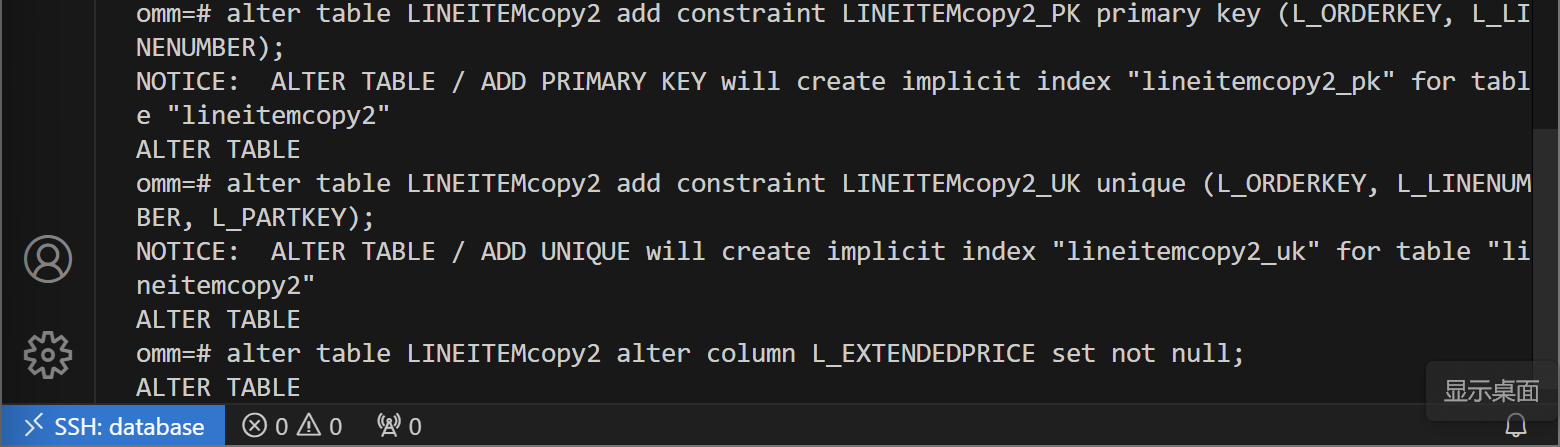 omm=# alter table LINEITEMcopy2 add constraint LINEITEMcopy2_PK primary key (L_ORDERKEY, L_LI
NENUMBER);
NOTICE:  ALTER TABLE / ADD PRIMARY KEY will create implicit index "lineitemcopy2_pk" for tabl
e "lineitemcopy2"
ALTER TABLE
omm=# alter table LINEITEMcopy2 add constraint LINEITEMcopy2_UK unique (L_ORDERKEY, L_LINENUM
BER, L_PARTKEY);
NOTICE:  ALTER TABLE / ADD UNIQUE will create implicit index "lineitemcopy2_uk" for table "li
neitemcopy2"
ALTER TABLE
omm=# alter table LINEITEMcopy2 alter column L_EXTENDEDPRICE set not null;
ALTER TABLE
显示桌面
SSH: database 0 0 0